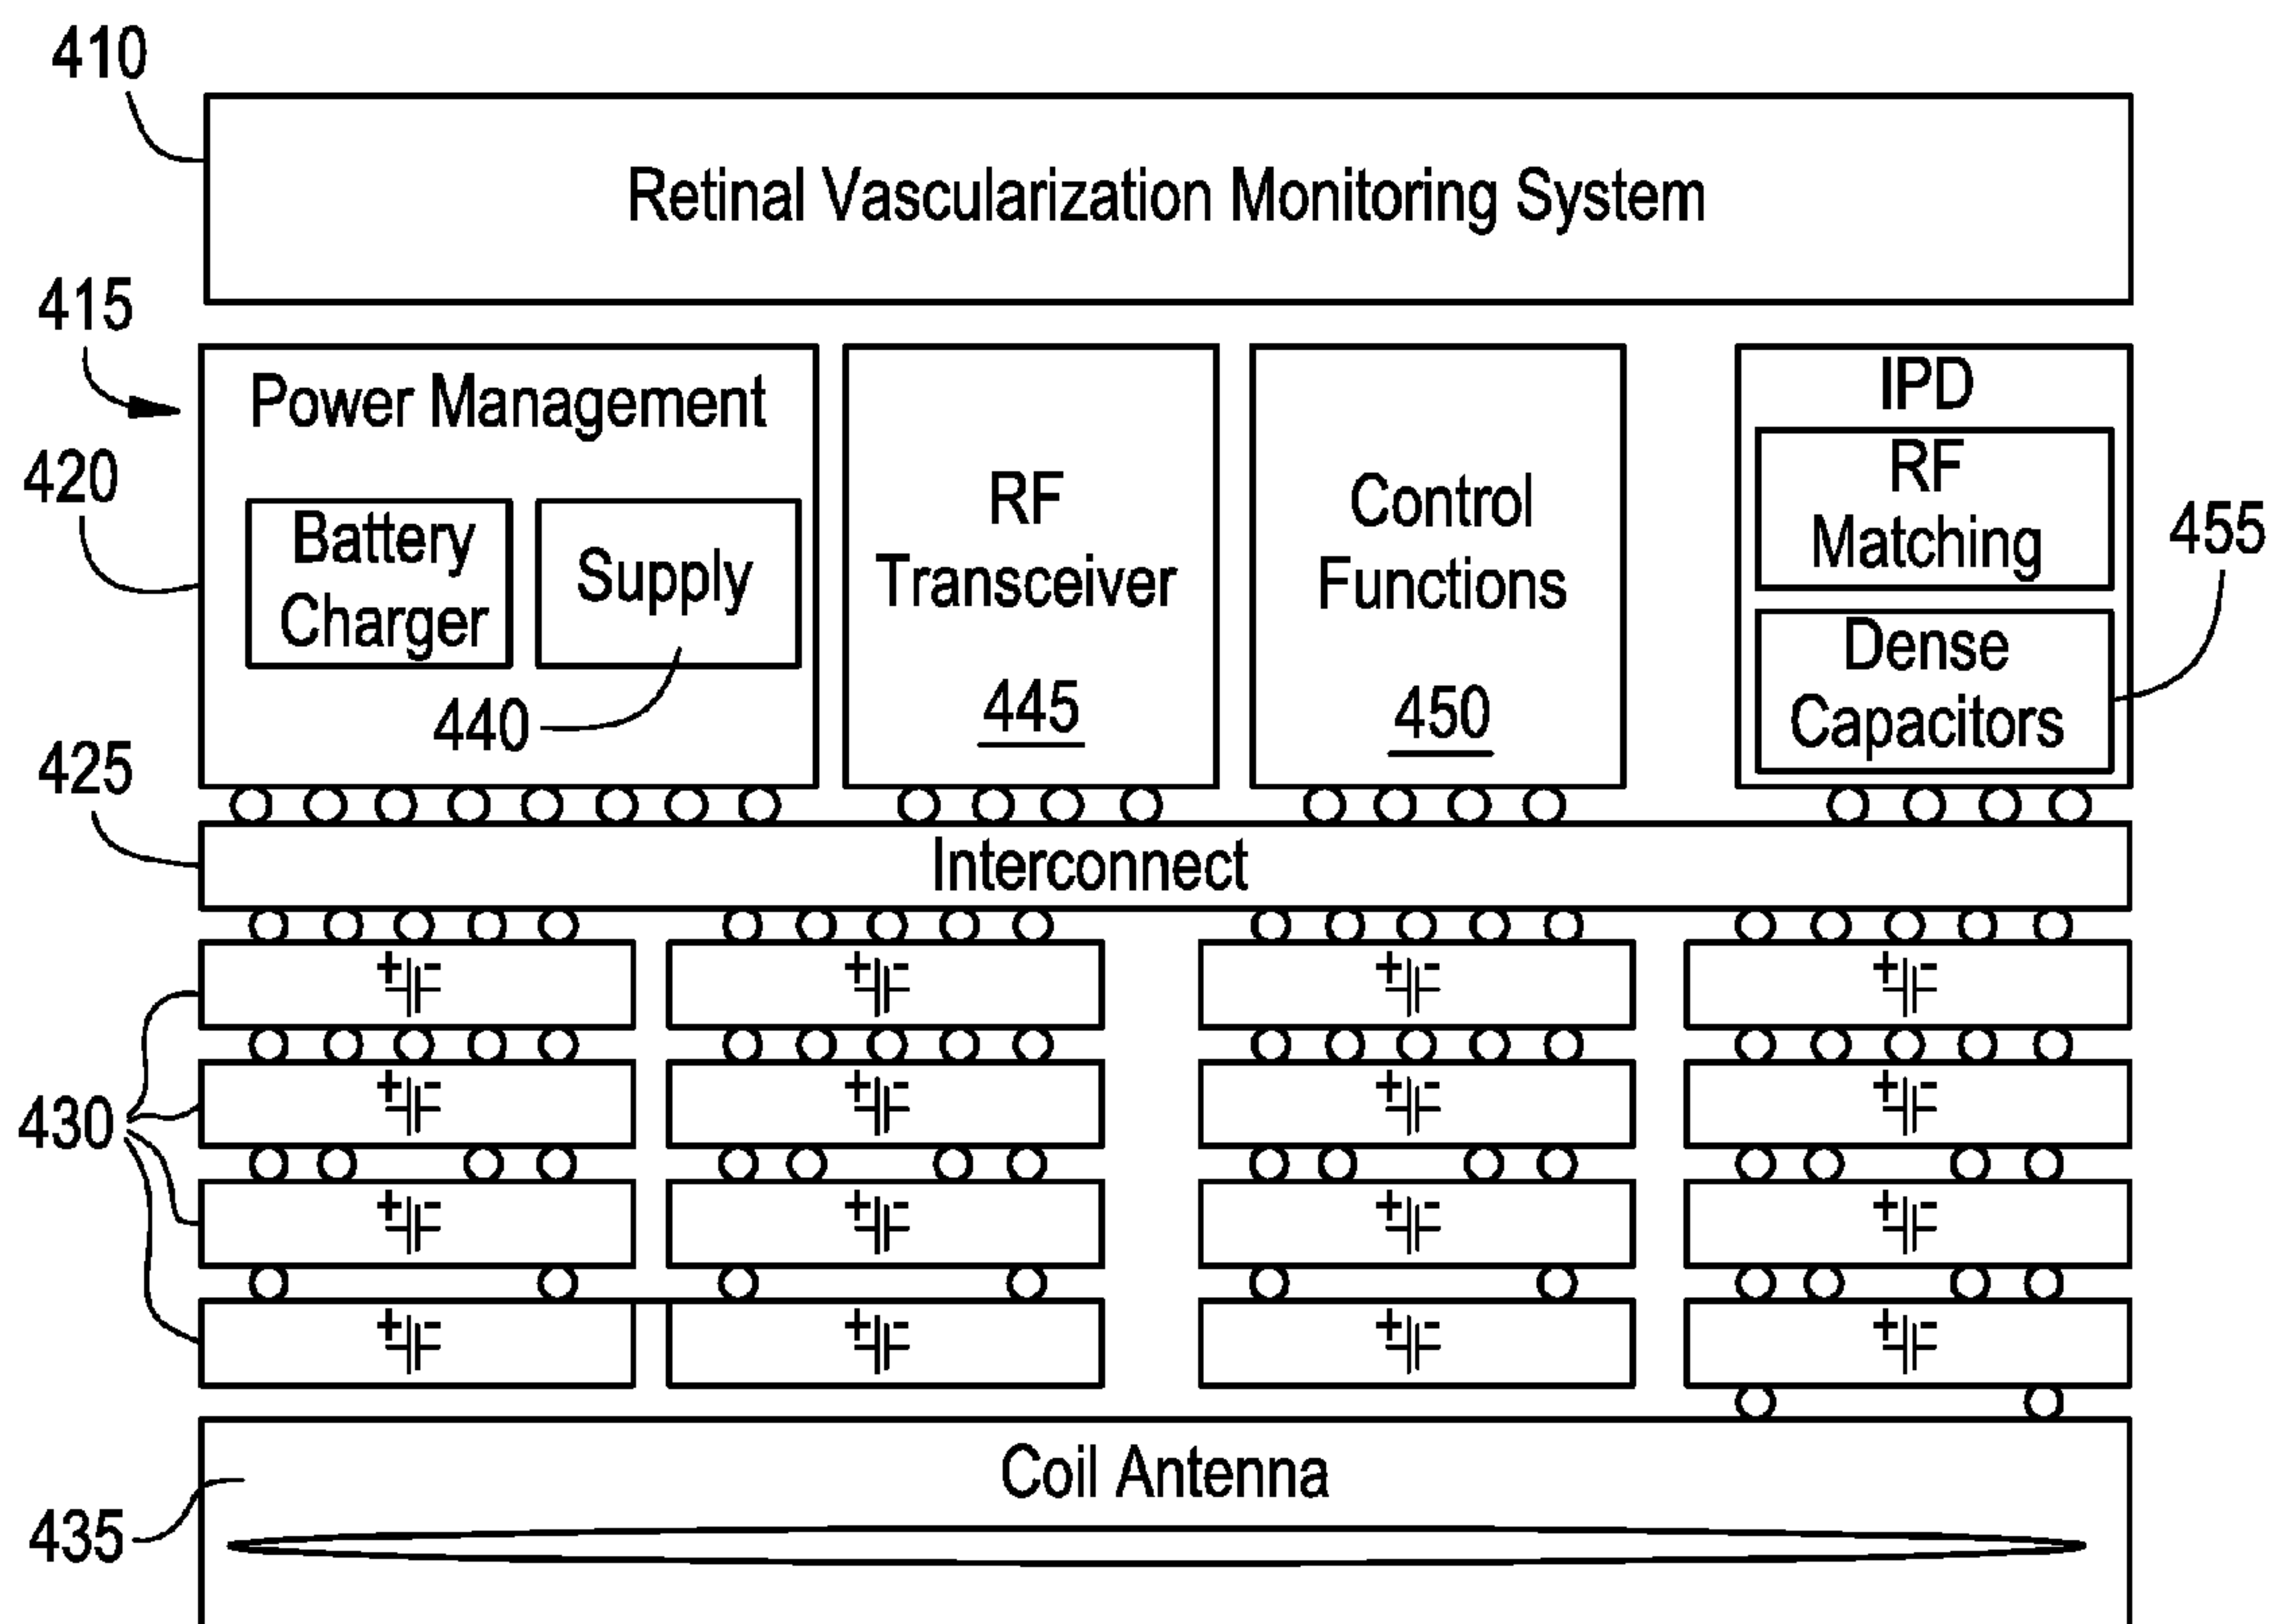 410
Retinal Vascularization Monitoring System
415
Power Management
IPD
420
Battery
Charger
Supply
440
RF
Transceiver
445
Control
Functions
450
RF
Matching
Dense
Capacitors
455
425
Interconnect
+ -
+ -
+ -
+ -
+ -
+ -
+ -
+ -
430
+ -
+ -
+ -
+ -
+ -
+ -
+ -
+ -
Coil Antenna
435